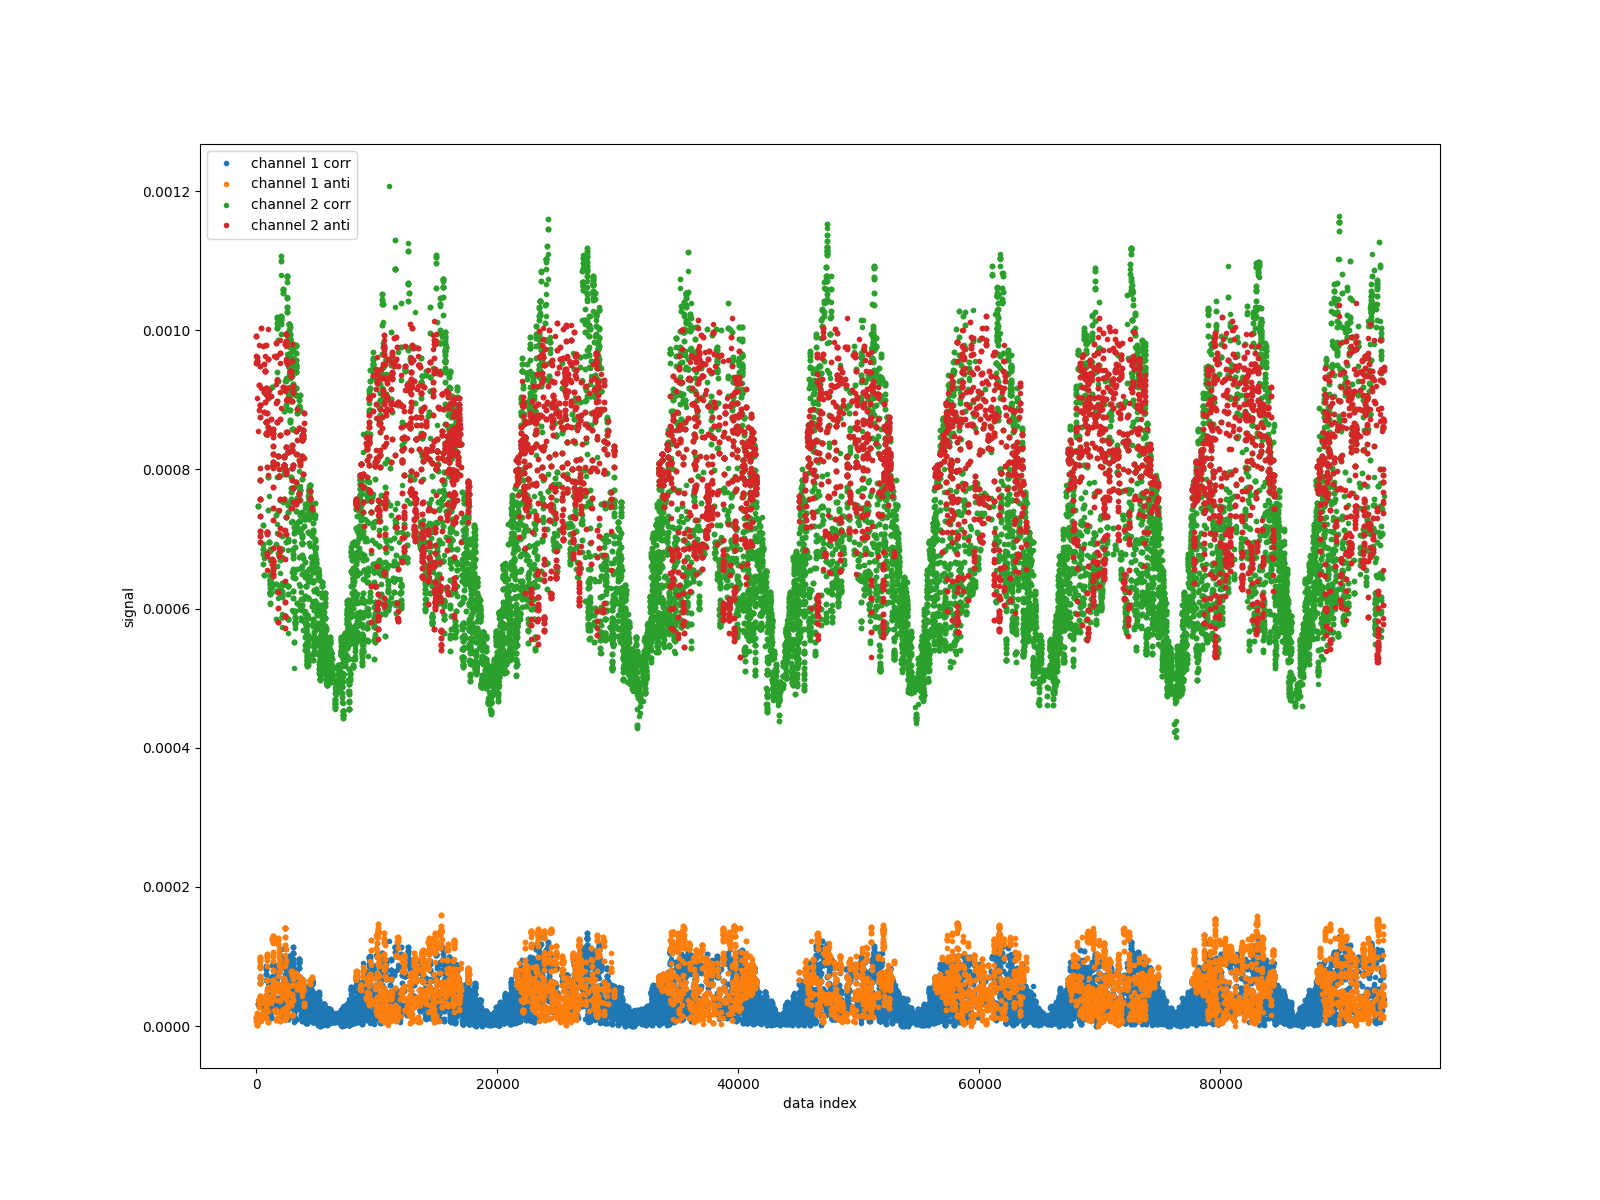 channel 1 corr
channel 1 anti
channel 2 corr
channel 2 anti
0.0012
0.0010
0.0008
0.0006
0.0004
0.0002
0.0000
signal
0 20000 40000 60000 80000
data index